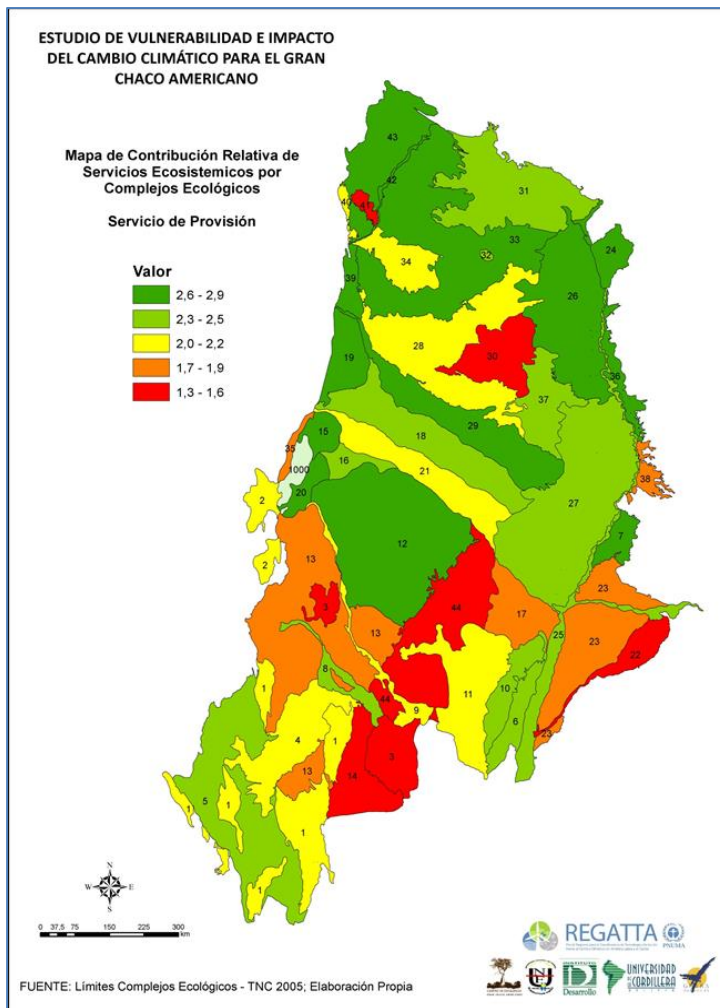 ESTUDIO DE VULNERABILIDAD E IMPACTO
DEL CAMBIO CLIMÁTICO PARA EL GRAN
CHACO AMERICANO
Mapa de Contribución Relativa de
Servicios Ecosistemicos por
Complejos Ecológicos
Servicio de Provisión
Valor
2,6 - 2,9
2,3 - 2,5
2,0 - 2,2
1,7 - 1,9
1,3 - 1,6
43
42
31
40
41
33
24
34
32
39
26
28
19
30
36
37
18
29
15
35
16
1000
21
38
20
27
2
12
7
13
2
23
3
44
17
13
23
25
22
8
1
11
10
44
9
6
23
4
1
13
14
3
5
1
1
1
1
N
W E
S
0 37,5 75 150 225 300
km
REGATTA
PNUMA
UNIVERSIDAD
DE LA CORDILLERA
FUENTE: Límites Complejos Ecológicos - TNC 2005; Elaboración Propia